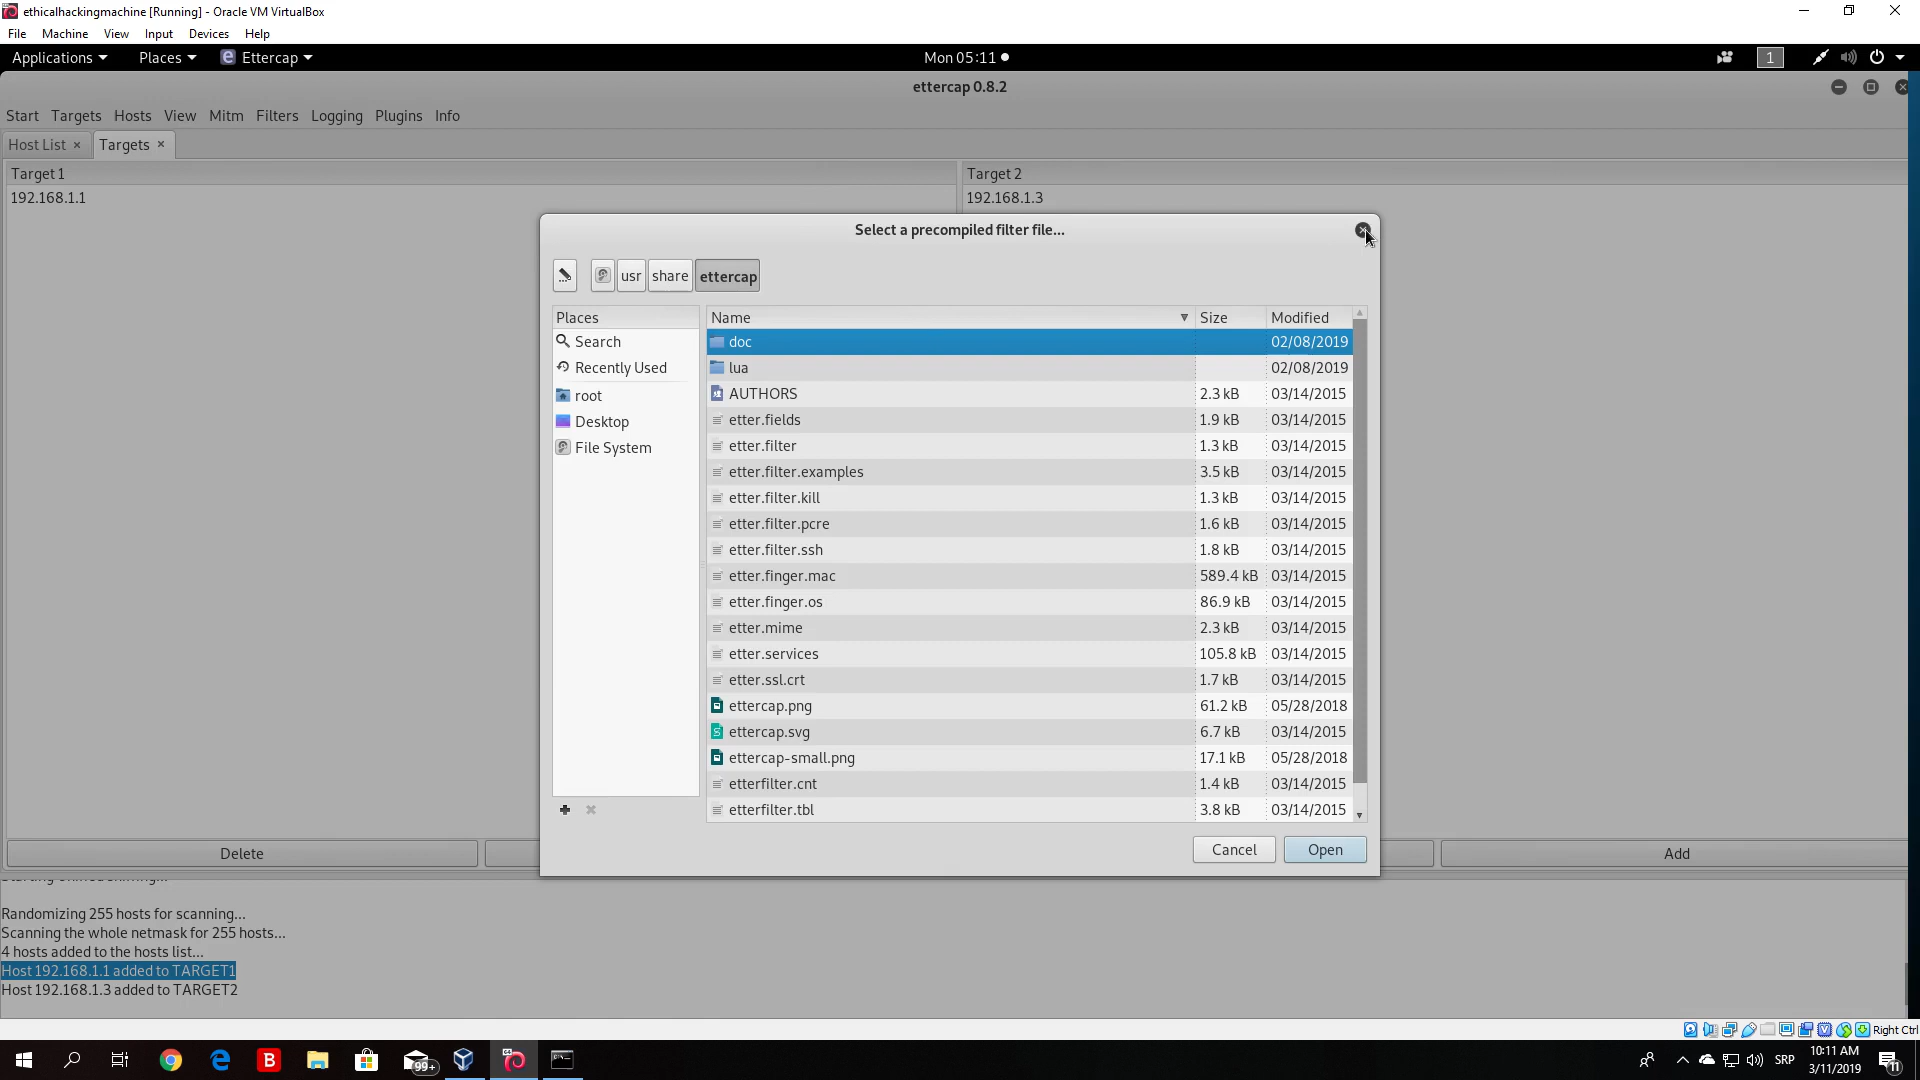 ethicalhackingmachine [Running] - Oracle VM VirtualBox
File Machine View Input Devices Help
Applications Places Ettercap Mon 05:11 1
ettercap 0.8.2
Start Targets Hosts View Mitm Filters Logging Plugins Info
Host List × Targets ×
Target 1 Target 2
192.168.1.1 192.168.1.3
Select a precompiled filter file...
usr share ettercap
Places
Search
Recently Used
root
Desktop
File System
Name Size Modified
doc 02/08/2019
lua 02/08/2019
AUTHORS 2.3 kB 03/14/2015
etter.fields 1.9 kB 03/14/2015
etter.filter 1.3 kB 03/14/2015
etter.filter.examples 3.5 kB 03/14/2015
etter.filter.kill 1.3 kB 03/14/2015
etter.filter.pcre 1.6 kB 03/14/2015
etter.filter.ssh 1.8 kB 03/14/2015
etter.finger.mac 589.4 kB 03/14/2015
etter.finger.os 86.9 kB 03/14/2015
etter.mime 2.3 kB 03/14/2015
etter.services 105.8 kB 03/14/2015
etter.ssl.crt 1.7 kB 03/14/2015
ettercap.png 61.2 kB 05/28/2018
ettercap.svg 6.7 kB 03/14/2015
ettercap-small.png 17.1 kB 05/28/2018
etterfilter.cnt 1.4 kB 03/14/2015
etterfilter.tbl 3.8 kB 03/14/2015
Cancel Open
Delete Add
Randomizing 255 hosts for scanning...
Scanning the whole netmask for 255 hosts...
4 hosts added to the hosts list...
Host 192.168.1.1 added to TARGET1
Host 192.168.1.3 added to TARGET2
Right Ctrl
99+
SRP
10:11 AM
3/11/2019
11